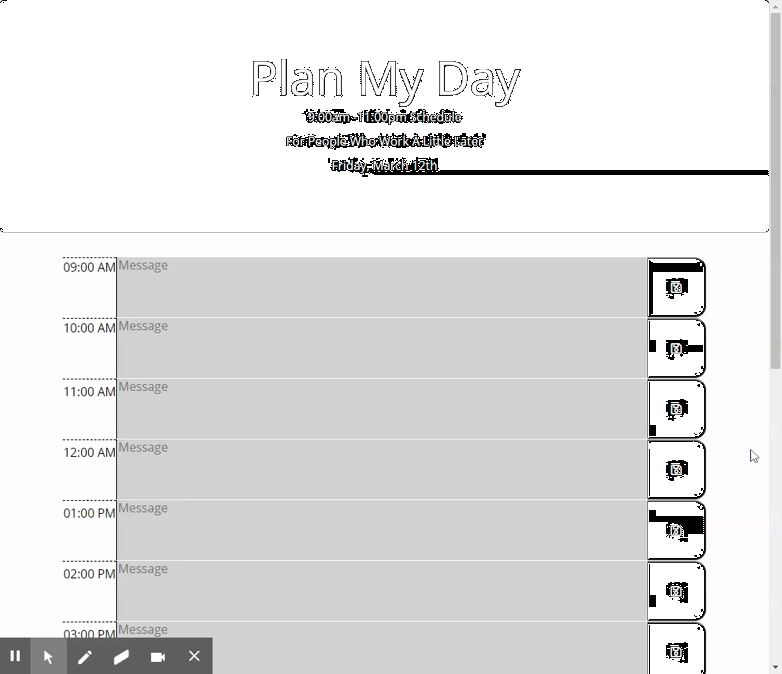 Plan My Day
9:00am - 11:00pm Schedule
For People Who Work A Little Later
Friday, March 12th
09:00 AM Message
10:00 AM Message
11:00 AM Message
12:00 AM Message
01:00 PM Message
02:00 PM Message
03:00 PM Message